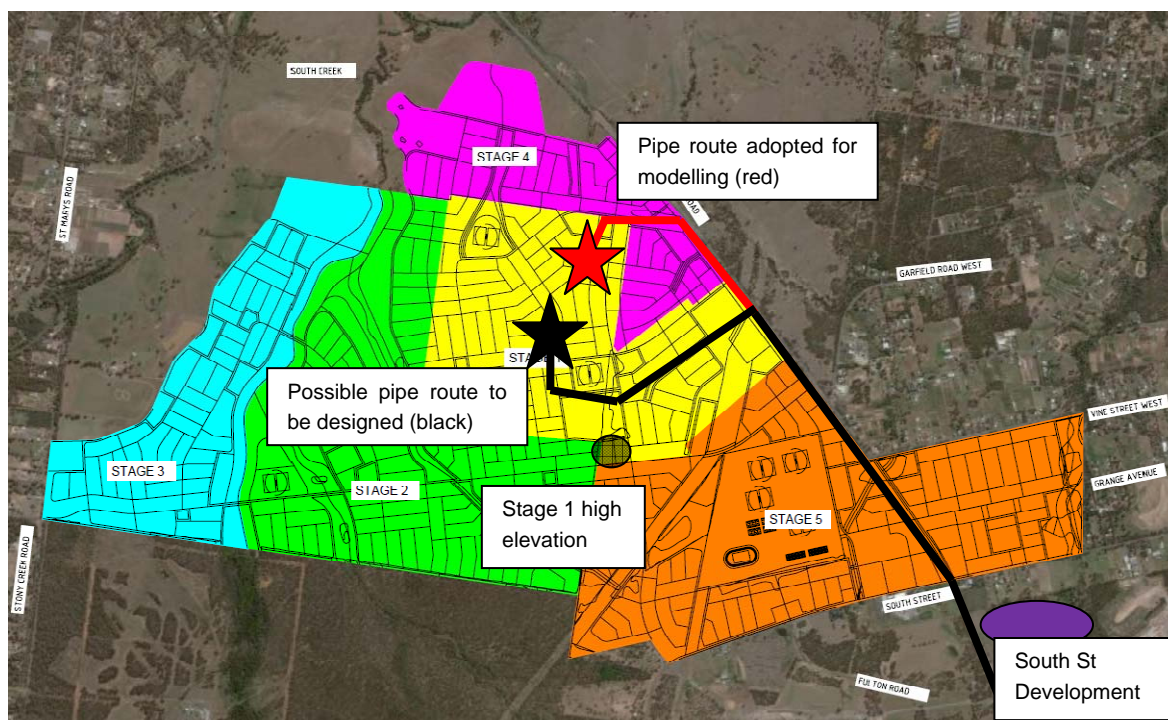 SOUTH CREEK
ST MARYS ROAD
STAGE 4
Pipe route adopted for
modelling (red)
ROAD
GARFIELD ROAD WEST
Possible pipe route to
be designed (black)
VINE STREET WEST
GRANGE AVENUE
STAGE 3
STAGE 2
Stage 1 high
elevation
STAGE 5
STONY CREEK ROAD
SOUTH STREET
FULTON ROAD
South St
Development